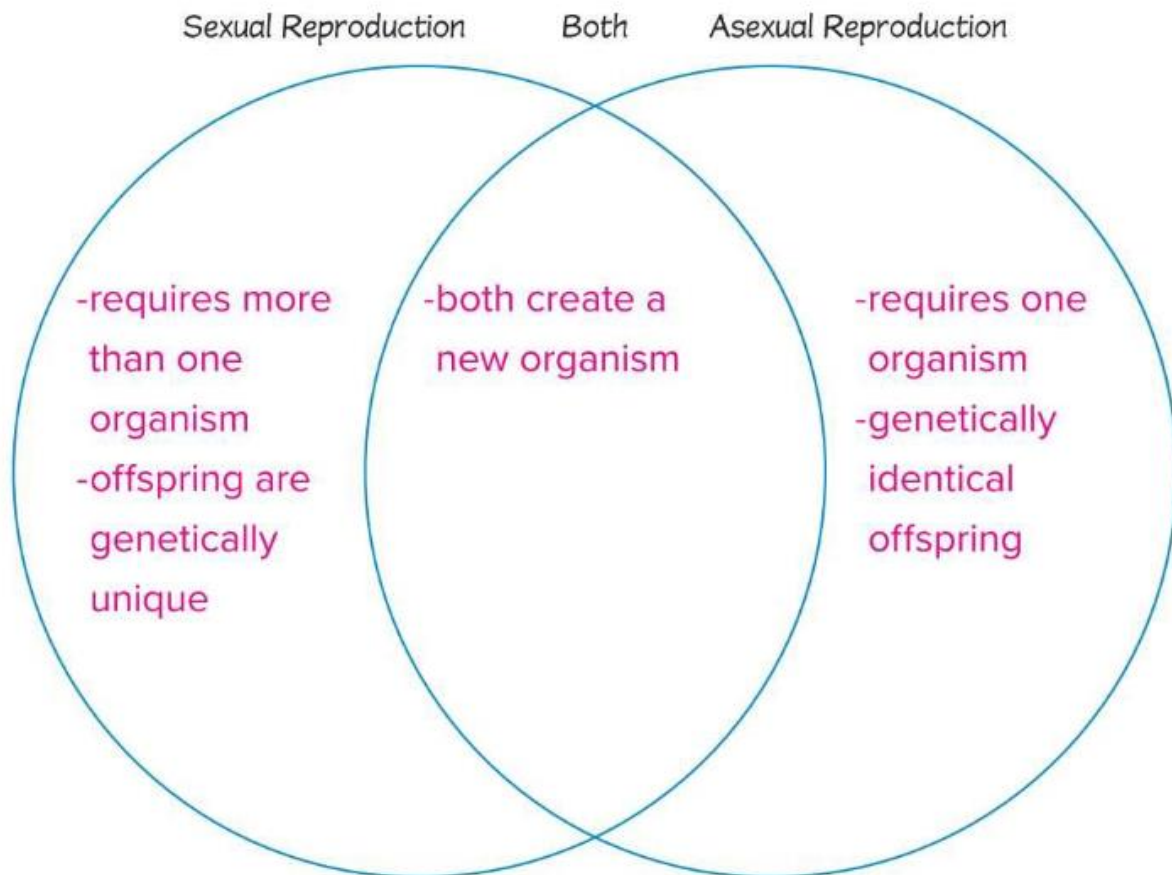 Sexual Reproduction Both Asexual Reproduction
-requires more
than one
organism
-offspring are
genetically
unique
-both create a
new organism
-requires one
organism
-genetically
identical
offspring